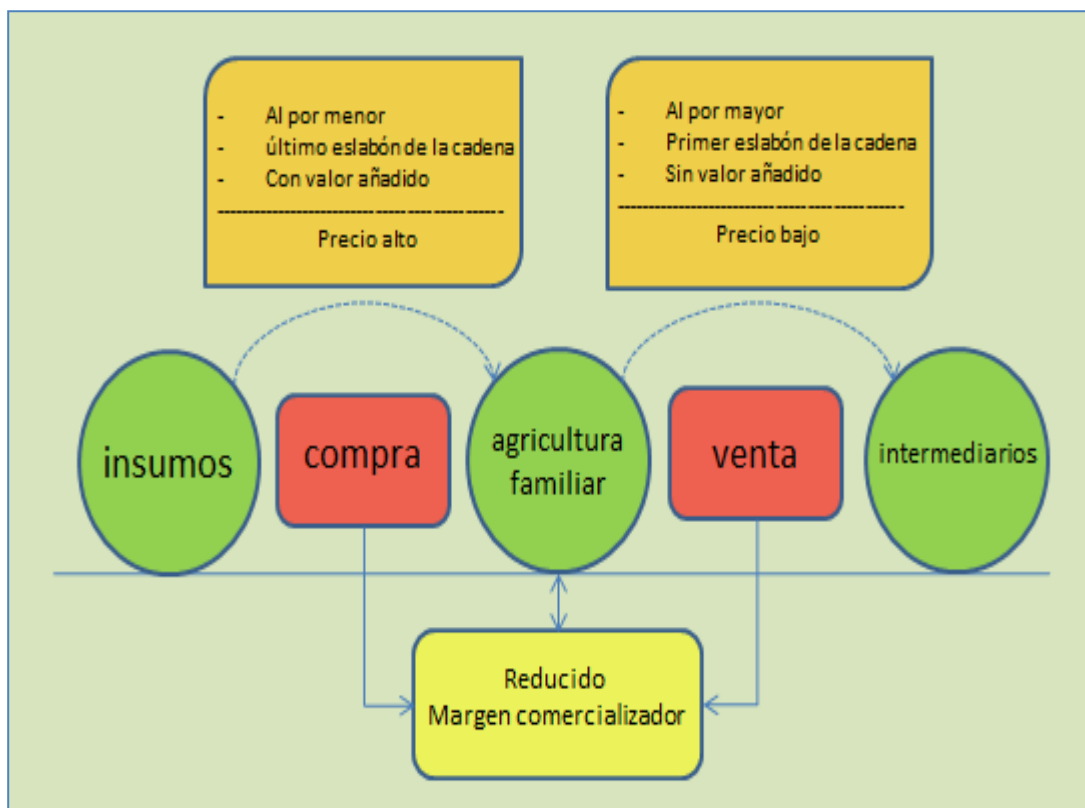 - Al por menor
- último eslabón de la cadena
- Con valor añadido
-----------------------------------------------
Precio alto
- Al por mayor
- Primer eslabón de la cadena
- Sin valor añadido
-----------------------------------------------
Precio bajo
insumos
compra
agricultura
familiar
venta
intermediarios
Reducido
Margen comercializador